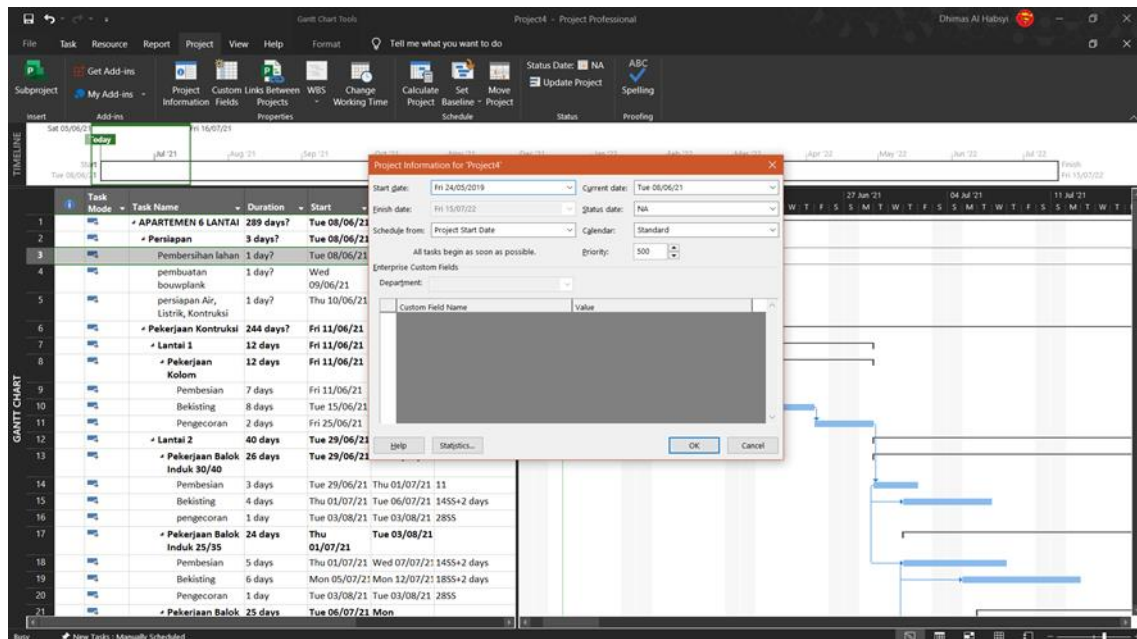 Gantt Chart Tools
Project4 - Project Professional
Dhimas Al Habsyi
File Task Resource Report Project View Help Format Tell me what you want to do
Subproject
Get Add-ins
My Add-ins
Project Information
Custom Fields
Links Between Projects
WBS
Change Working Time
Calculate Project
Set Baseline
Move Project
Status Date: NA
Update Project
ABC
Spelling
Insert Add-ins Properties Schedule Status Proofing
TIMELINE
Sat 05/06/21
Fri 16/07/21
Today
Jul '21 Aug '21 Sep '21
Apr '22 May '22 Jun '22 Jul '22
Start
Tue 08/06/21
Finish
Fri 15/07/22
Project Information for 'Project4'
Start date: Fri 24/05/2019 Current date: Tue 08/06/21
Finish date: Fri 15/07/22 Status date: NA
Schedule from: Project Start Date Calendar: Standard
All tasks begin as soon as possible. Priority: 500
Enterprise Custom Fields
Department:
Custom Field Name Value
Help Statistics... OK Cancel
27 Jun '21 04 Jul '21 11 Jul '21
W T F S S M T W T F S S M T W T F S S M T W T
GANTT CHART
Task Mode Task Name Duration Start
1 APARTEMEN 6 LANTAI 289 days? Tue 08/06/21
2 Persiapan 3 days? Tue 08/06/21
3 Pembersihan lahan 1 day? Tue 08/06/21
4 pembuatan bouwplank 1 day? Wed 09/06/21
5 persiapan Air, Listrik, Kontruksi 1 day? Thu 10/06/21
6 Pekerjaan Kontruksi 244 days? Fri 11/06/21
7 Lantai 1 12 days Fri 11/06/21
8 Pekerjaan Kolom 12 days Fri 11/06/21
9 Pembesian 7 days Fri 11/06/21
10 Bekisting 8 days Tue 15/06/21
11 Pengecoran 2 days Fri 25/06/21
12 Lantai 2 40 days Tue 29/06/21
13 Pekerjaan Balok Induk 30/40 26 days Tue 29/06/21
14 Pembesian 3 days Tue 29/06/21 Thu 01/07/21 11
15 Bekisting 4 days Thu 01/07/21 Tue 06/07/21 14SS+2 days
16 pengecoran 1 day Tue 03/08/21 Tue 03/08/21 28SS
17 Pekerjaan Balok Induk 25/35 24 days Thu 01/07/21 Tue 03/08/21
18 Pembesian 5 days Thu 01/07/21 Wed 07/07/21 14SS+2 days
19 Bekisting 6 days Mon 05/07/21 Mon 12/07/21 18SS+2 days
20 Pengecoran 1 day Tue 03/08/21 Tue 03/08/21 28SS
21 Pekerjaan Balok 25 days Tue 06/07/21 Mon
Busy New Tasks : Manually Scheduled